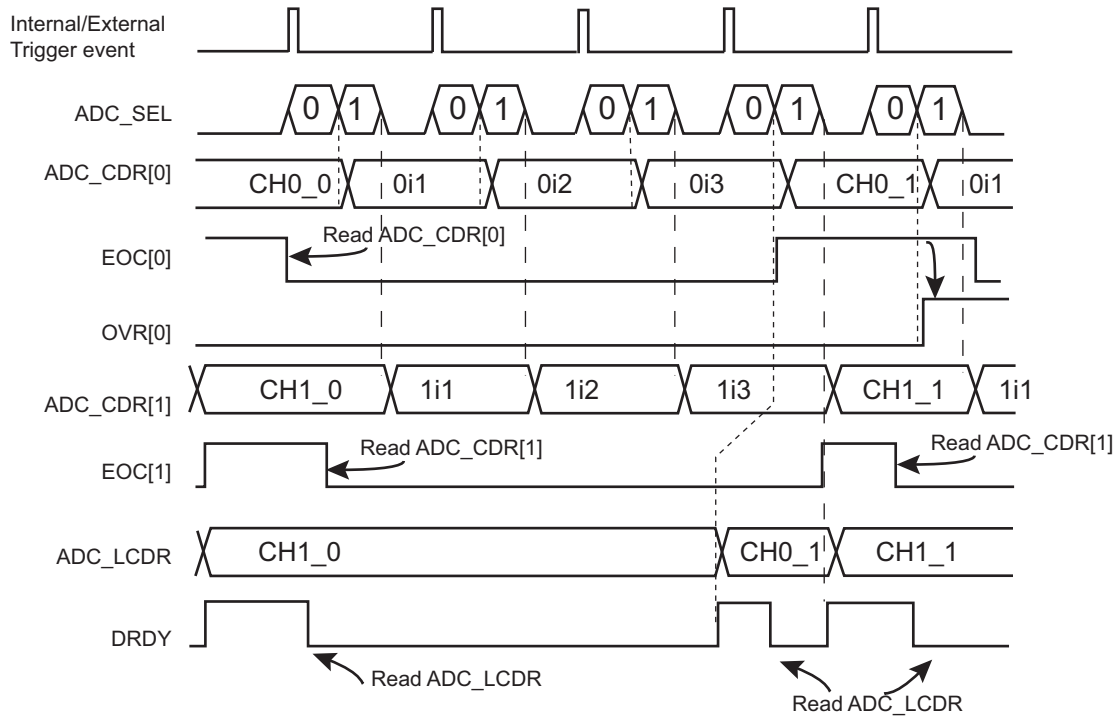 Internal/External
Trigger event
ADC_SEL
0 1 0 1 0 1 0 1 0 1
ADC_CDR[0]
CH0_0 0i1 0i2 0i3 CH0_1 0i1
Read ADC_CDR[0]
EOC[0]
OVR[0]
ADC_CDR[1]
CH1_0 1i1 1i2 1i3 CH1_1 1i1
EOC[1]
Read ADC_CDR[1]
Read ADC_CDR[1]
ADC_LCDR
CH1_0 CH0_1 CH1_1
DRDY
Read ADC_LCDR
Read ADC_LCDR